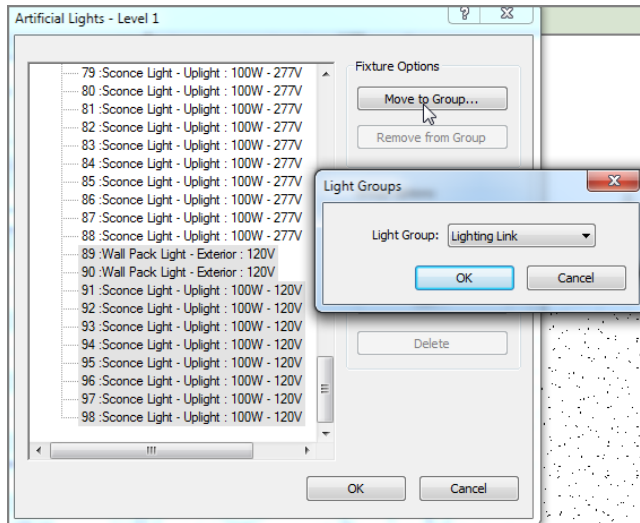 Artificial Lights - Level 1
79 :Sconce Light - Uplight : 100W - 277V
80 :Sconce Light - Uplight : 100W - 277V
81 :Sconce Light - Uplight : 100W - 277V
82 :Sconce Light - Uplight : 100W - 277V
83 :Sconce Light - Uplight : 100W - 277V
84 :Sconce Light - Uplight : 100W - 277V
85 :Sconce Light - Uplight : 100W - 277V
86 :Sconce Light - Uplight : 100W - 277V
87 :Sconce Light - Uplight : 100W - 277V
88 :Sconce Light - Uplight : 100W - 277V
89 :Wall Pack Light - Exterior : 120V
90 :Wall Pack Light - Exterior : 120V
91 :Sconce Light - Uplight : 100W - 120V
92 :Sconce Light - Uplight : 100W - 120V
93 :Sconce Light - Uplight : 100W - 120V
94 :Sconce Light - Uplight : 100W - 120V
95 :Sconce Light - Uplight : 100W - 120V
96 :Sconce Light - Uplight : 100W - 120V
97 :Sconce Light - Uplight : 100W - 120V
98 :Sconce Light - Uplight : 100W - 120V
Fixture Options
Move to Group...
Remove from Group
Light Groups
Light Group: Lighting Link
OK Cancel
Delete
OK Cancel